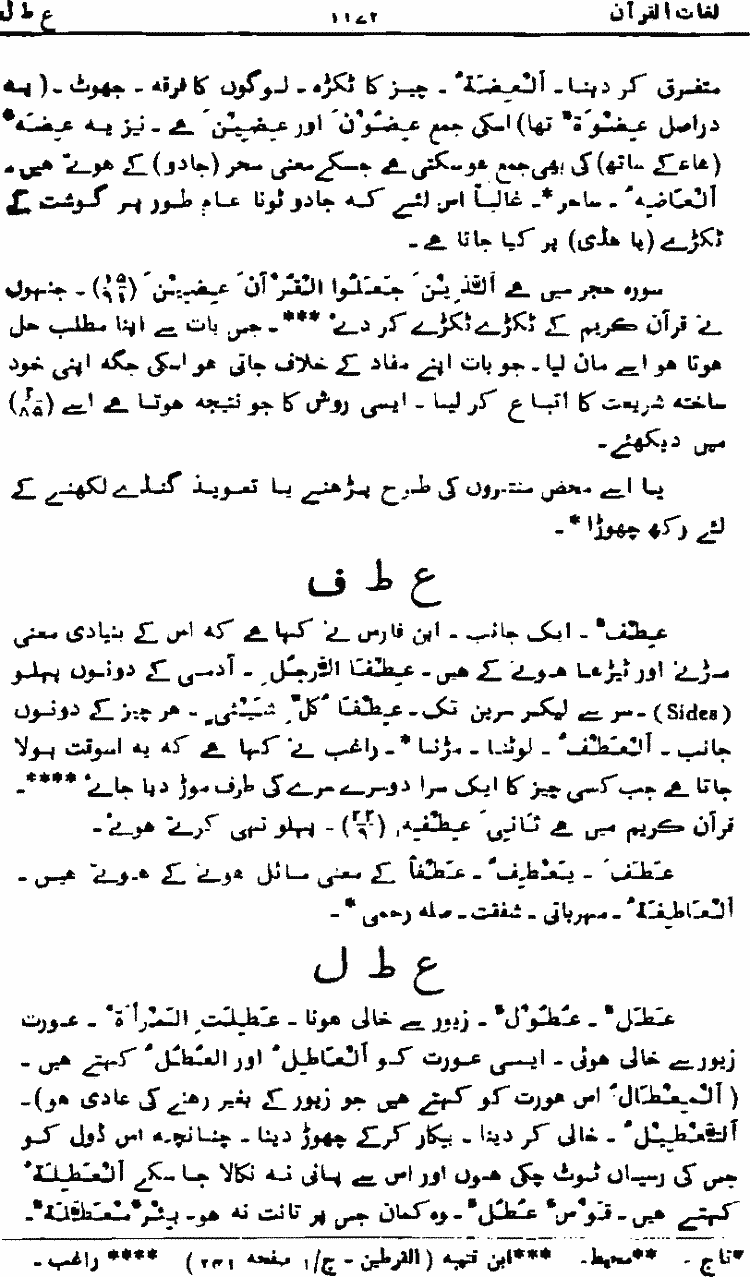 لغات القرآن ۱۱۷۲ ع ط ل
متفرق کر دینا۔ اَلْعِضَۃُ۔ چیز کا ٹکڑہ۔ لوگوں کا فرقہ۔ جھوٹ۔ (یہ
دراصل عِضْوَۃٌ تھا) اسکی جمع عِضُوْنَ اور عِضِیْنَ ہے۔ نیز یہ عِضَہٌ
(ھاء کے ساتھ) کی بھی جمع ہو سکتی ہے جسکے معنی سحر (جادو) کے ہوتے ہیں۔
اَلْعَاضِہُ۔ ساحر*۔ غالباً اس لئے کہ جادو ٹونا عام طور پر گوشت کے
ٹکڑے (یا ہڈی) پر کیا جاتا ہے۔
سورہ حجر میں ہے اَلَّذِیْنَ جَعَلُوا الْقُرْآنَ عِضِیْنَ (۱۵/۹۱)۔ جنہوں
نے قرآن کریم کے ٹکڑے ٹکڑے کر دئے***۔ جس بات سے اپنا مطلب حل
ہوتا ہو اسے مان لیا۔ جو بات اپنے مفاد کے خلاف جاتی ہو اسکی جگہ اپنی خود
ساختہ شریعت کا اتباع کر لیا۔ ایسی روش کا جو نتیجہ ہوتا ہے اسے (۲/۸۵)
میں دیکھئے۔
یا اسے محض منتروں کی طرح پڑھنے یا تعویذ گنڈے لکھنے کے
لئے رکھ چھوڑا*۔
ع ط ف
عِطْفٌ۔ ایک جانب۔ ابن فارس نے کہا ہے کہ اس کے بنیادی معنی
مڑنے اور ٹیڑھا ہونے کے ہیں۔ عِطْفَا الرَّجُلِ۔ آدمی کے دونوں پہلو
(Sides)۔ سر سے لیکر سرین تک۔ عِطْفَا کُلِّ شَیْئٍ۔ ہر چیز کے دونوں
جانب۔ اَلْعَطْفُ۔ لوٹنا۔ مڑنا*۔ راغب نے کہا ہے کہ یہ اسوقت بولا
جاتا ہے جب کسی چیز کا ایک سرا دوسرے سرے کی طرف موڑ دیا جائے****۔
قرآن کریم میں ہے ثَانِیَ عِطْفِہِ (۲۲/۹)۔ پہلو تہی کرتے ہوئے۔
عَطَفَ۔ یَعْطِفُ۔ عَطْفاً کے معنی مائل ہونے کے ہوتے ہیں۔
اَلْعَاطِفَۃُ۔ مہربانی۔ شفقت۔ صلہ رحمی*۔
ع ط ل
عَطَلٌ۔ عُطُوْلٌ۔ زیور سے خالی ہونا۔ عَطِلَتِ الْمَرْأَۃُ۔ عورت
زیور سے خالی ہوئی۔ ایسی عورت کو اَلْعَاطِلُ اور الْعُطُلُ کہتے ہیں۔
(اَلْمِعْطَالُ اس عورت کو کہتے ہیں جو زیور کے بغیر رہنے کی عادی ہو)۔
اَلتَّعْطِیْلُ۔ خالی کر دینا۔ بیکار کرکے چھوڑ دینا۔ چنانچہ اس ڈول کو
جس کی رسیاں ٹوٹ چکی ہوں اور اس سے پانی نہ نکالا جا سکے اَلْعَطِلَۃُ
کہتے ہیں۔ قَوْسٌ عُطُلٌ۔ وہ کمان جس پر تانت نہ ہو۔ بِئْرٌ مُعَطَّلَۃٌ۔
*تاج۔ **محیط۔ ***ابن قتیبہ (القرطین۔ ج/۱ صفحہ ۲۳۱) ****راغب۔